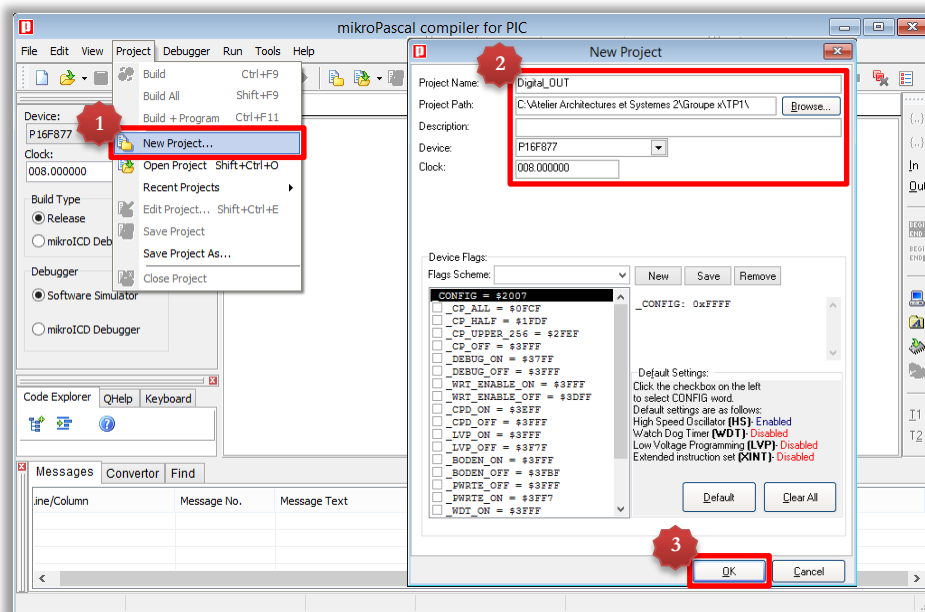 mikroPascal compiler for PIC
File Edit View Project Debugger Run Tools Help
Build Ctrl+F9
Build All Shift+F9
Build + Program Ctrl+F11
New Project...
Open Project Shift+Ctrl+O
Recent Projects
Edit Project... Shift+Ctrl+E
Save Project
Save Project As...
Close Project
1
Device:
P16F877
Clock:
008.000000
Build Type
Release
mikroICD Deb
Debugger
Software Simulator
mikroICD Debugger
Code Explorer QHelp Keyboard
Messages Convertor Find
Line/Column Message No. Message Text
New Project
2
Project Name: Digital_OUT
Project Path: C:\Atelier Architectures et Systemes 2\Groupe x\TP1\ Browse...
Description:
Device: P16F877
Clock: 008.000000
Device Flags:
Flags Scheme: New Save Remove
_CONFIG = $2007
_CP_ALL = $0FCF
_CP_HALF = $1FDF
_CP_UPPER_256 = $2FEF
_CP_OFF = $3FFF
_DEBUG_ON = $37FF
_DEBUG_OFF = $3FFF
_WRT_ENABLE_ON = $3FFF
_WRT_ENABLE_OFF = $3DFF
_CPD_ON = $3EFF
_CPD_OFF = $3FFF
_LVP_ON = $3FFF
_LVP_OFF = $3F7F
_BODEN_ON = $3FFF
_BODEN_OFF = $3FBF
_PWRTE_OFF = $3FFF
_PWRTE_ON = $3FF7
_WDT_ON = $3FFF
_CONFIG: 0xFFFF
Default Settings:
Click the checkbox on the left
to select CONFIG word.
Default settings are as follows:
High Speed Oscillator (HS)- Enabled
Watch Dog Timer (WDT)- Disabled
Low Voltage Programming (LVP)- Disabled
Extended instruction set (XINT)- Disabled
Default Clear All
3
OK Cancel
{..}
{..}
In
Out
BEGI
END
BEGI
END
T1
T2